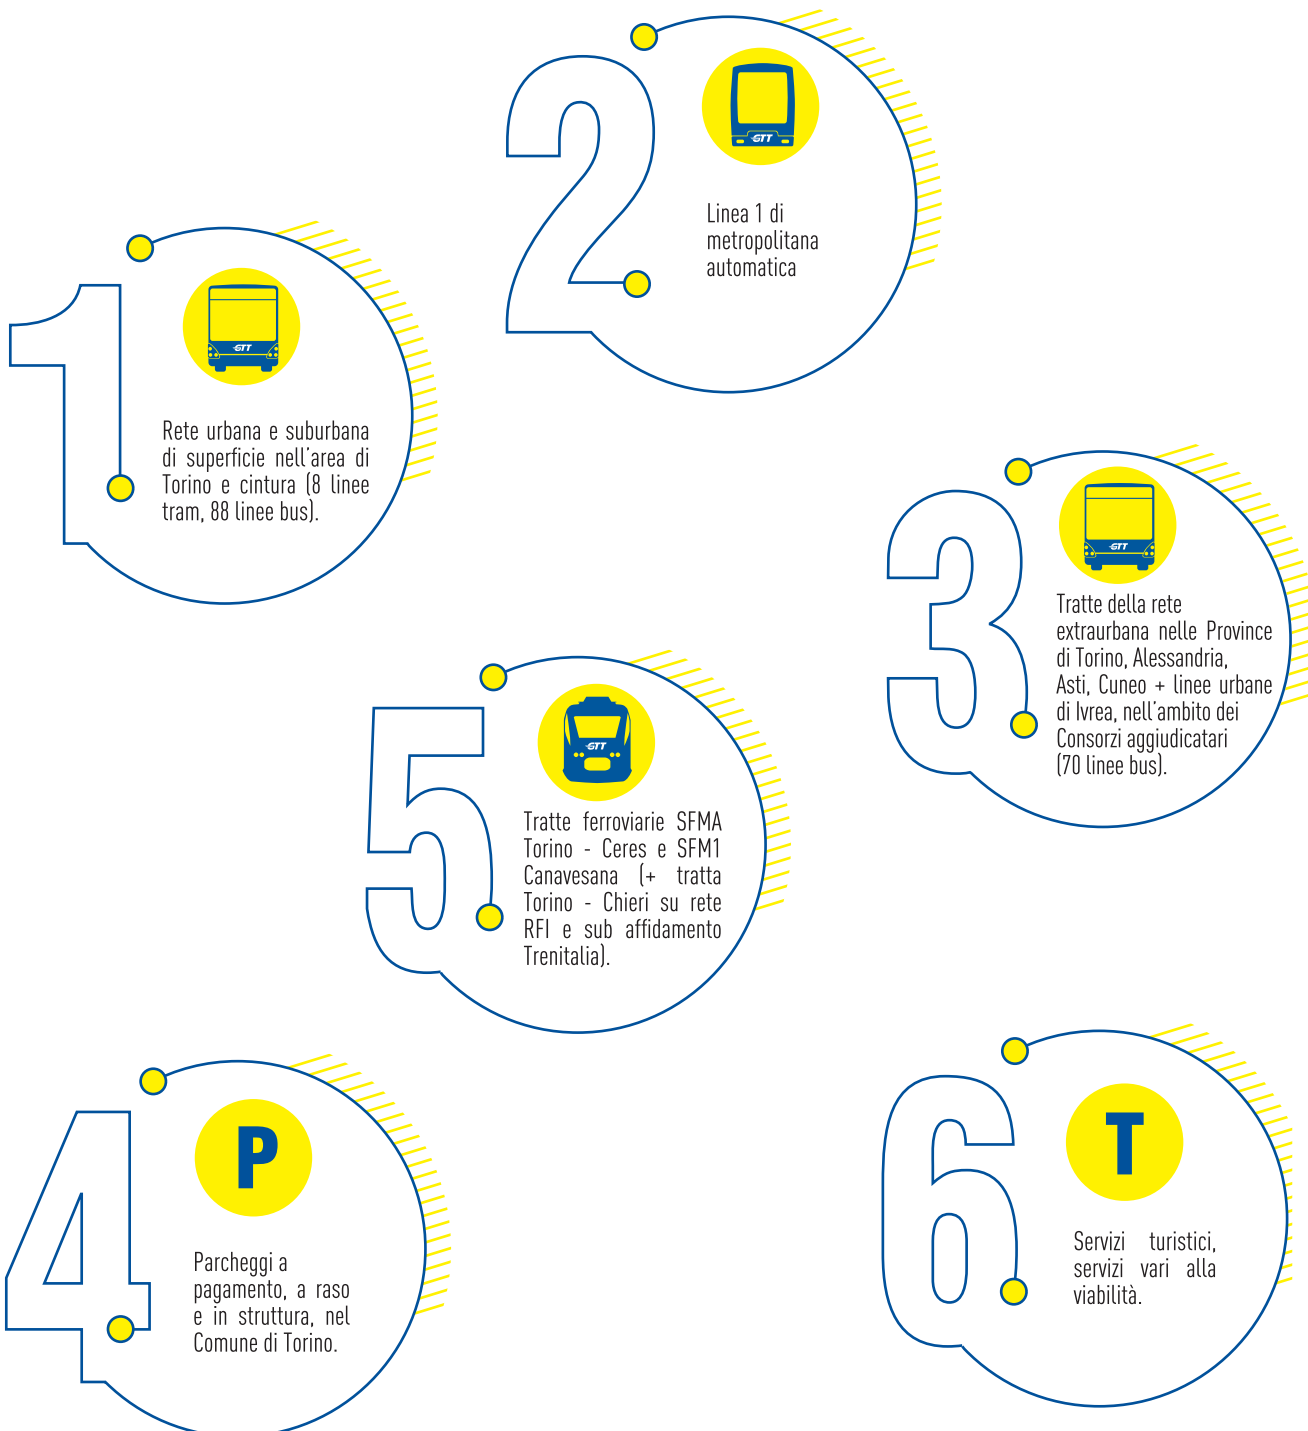 1
GTT
Rete urbana e suburbana
di superficie nell'area di
Torino e cintura (8 linee
tram, 88 linee bus).
2
GTT
Linea 1 di
metropolitana
automatica
3
GTT
Tratte della rete
extraurbana nelle Province
di Torino, Alessandria,
Asti, Cuneo + linee urbane
di Ivrea, nell'ambito dei
Consorzi aggiudicatari
(70 linee bus).
4
P
Parcheggi a
pagamento, a raso
e in struttura, nel
Comune di Torino.
5
GTT
Tratte ferroviarie SFMA
Torino - Ceres e SFM1
Canavesana (+ tratta
Torino - Chieri su rete
RFI e sub affidamento
Trenitalia).
6
T
Servizi turistici,
servizi vari alla
viabilità.